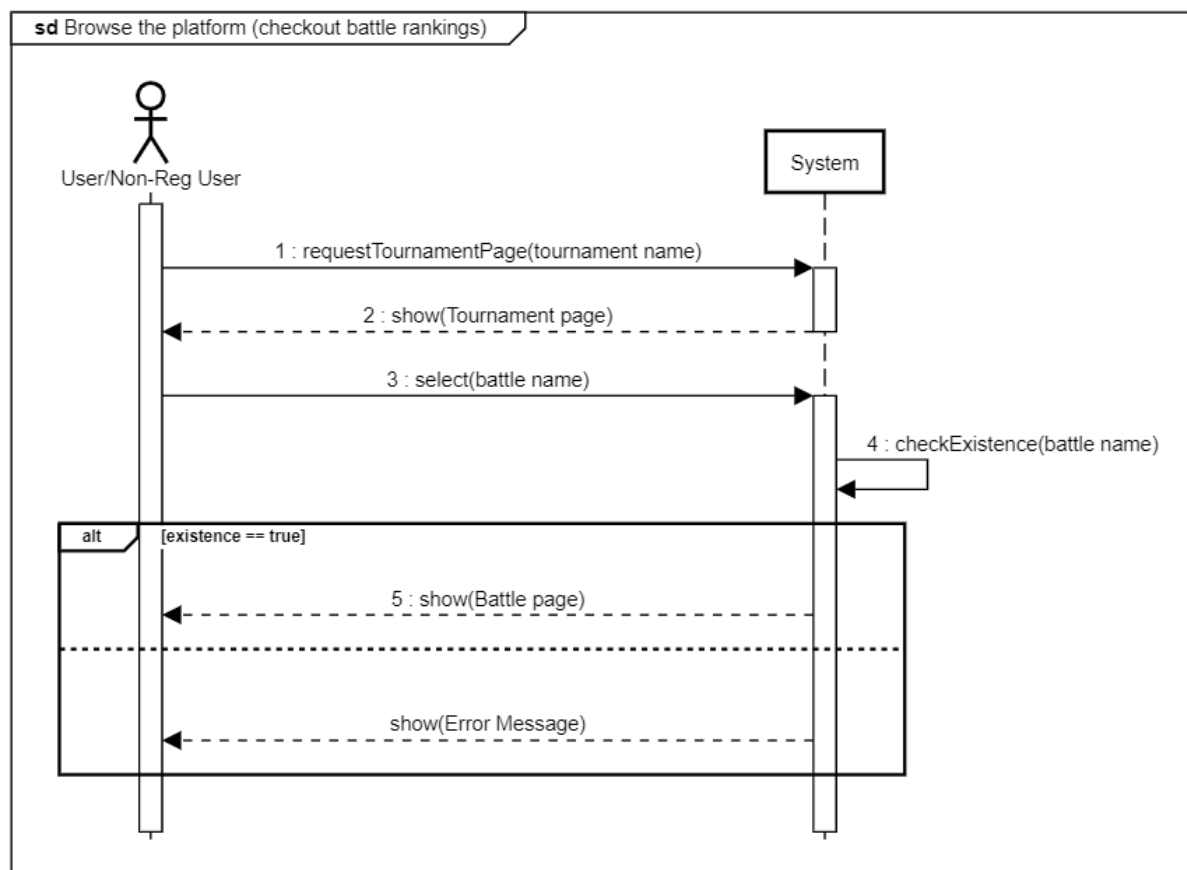 sd Browse the platform (checkout battle rankings)
User/Non-Reg User
System
1 : requestTournamentPage(tournament name)
2 : show(Tournament page)
3 : select(battle name)
4 : checkExistence(battle name)
alt
[existence == true]
5 : show(Battle page)
show(Error Message)